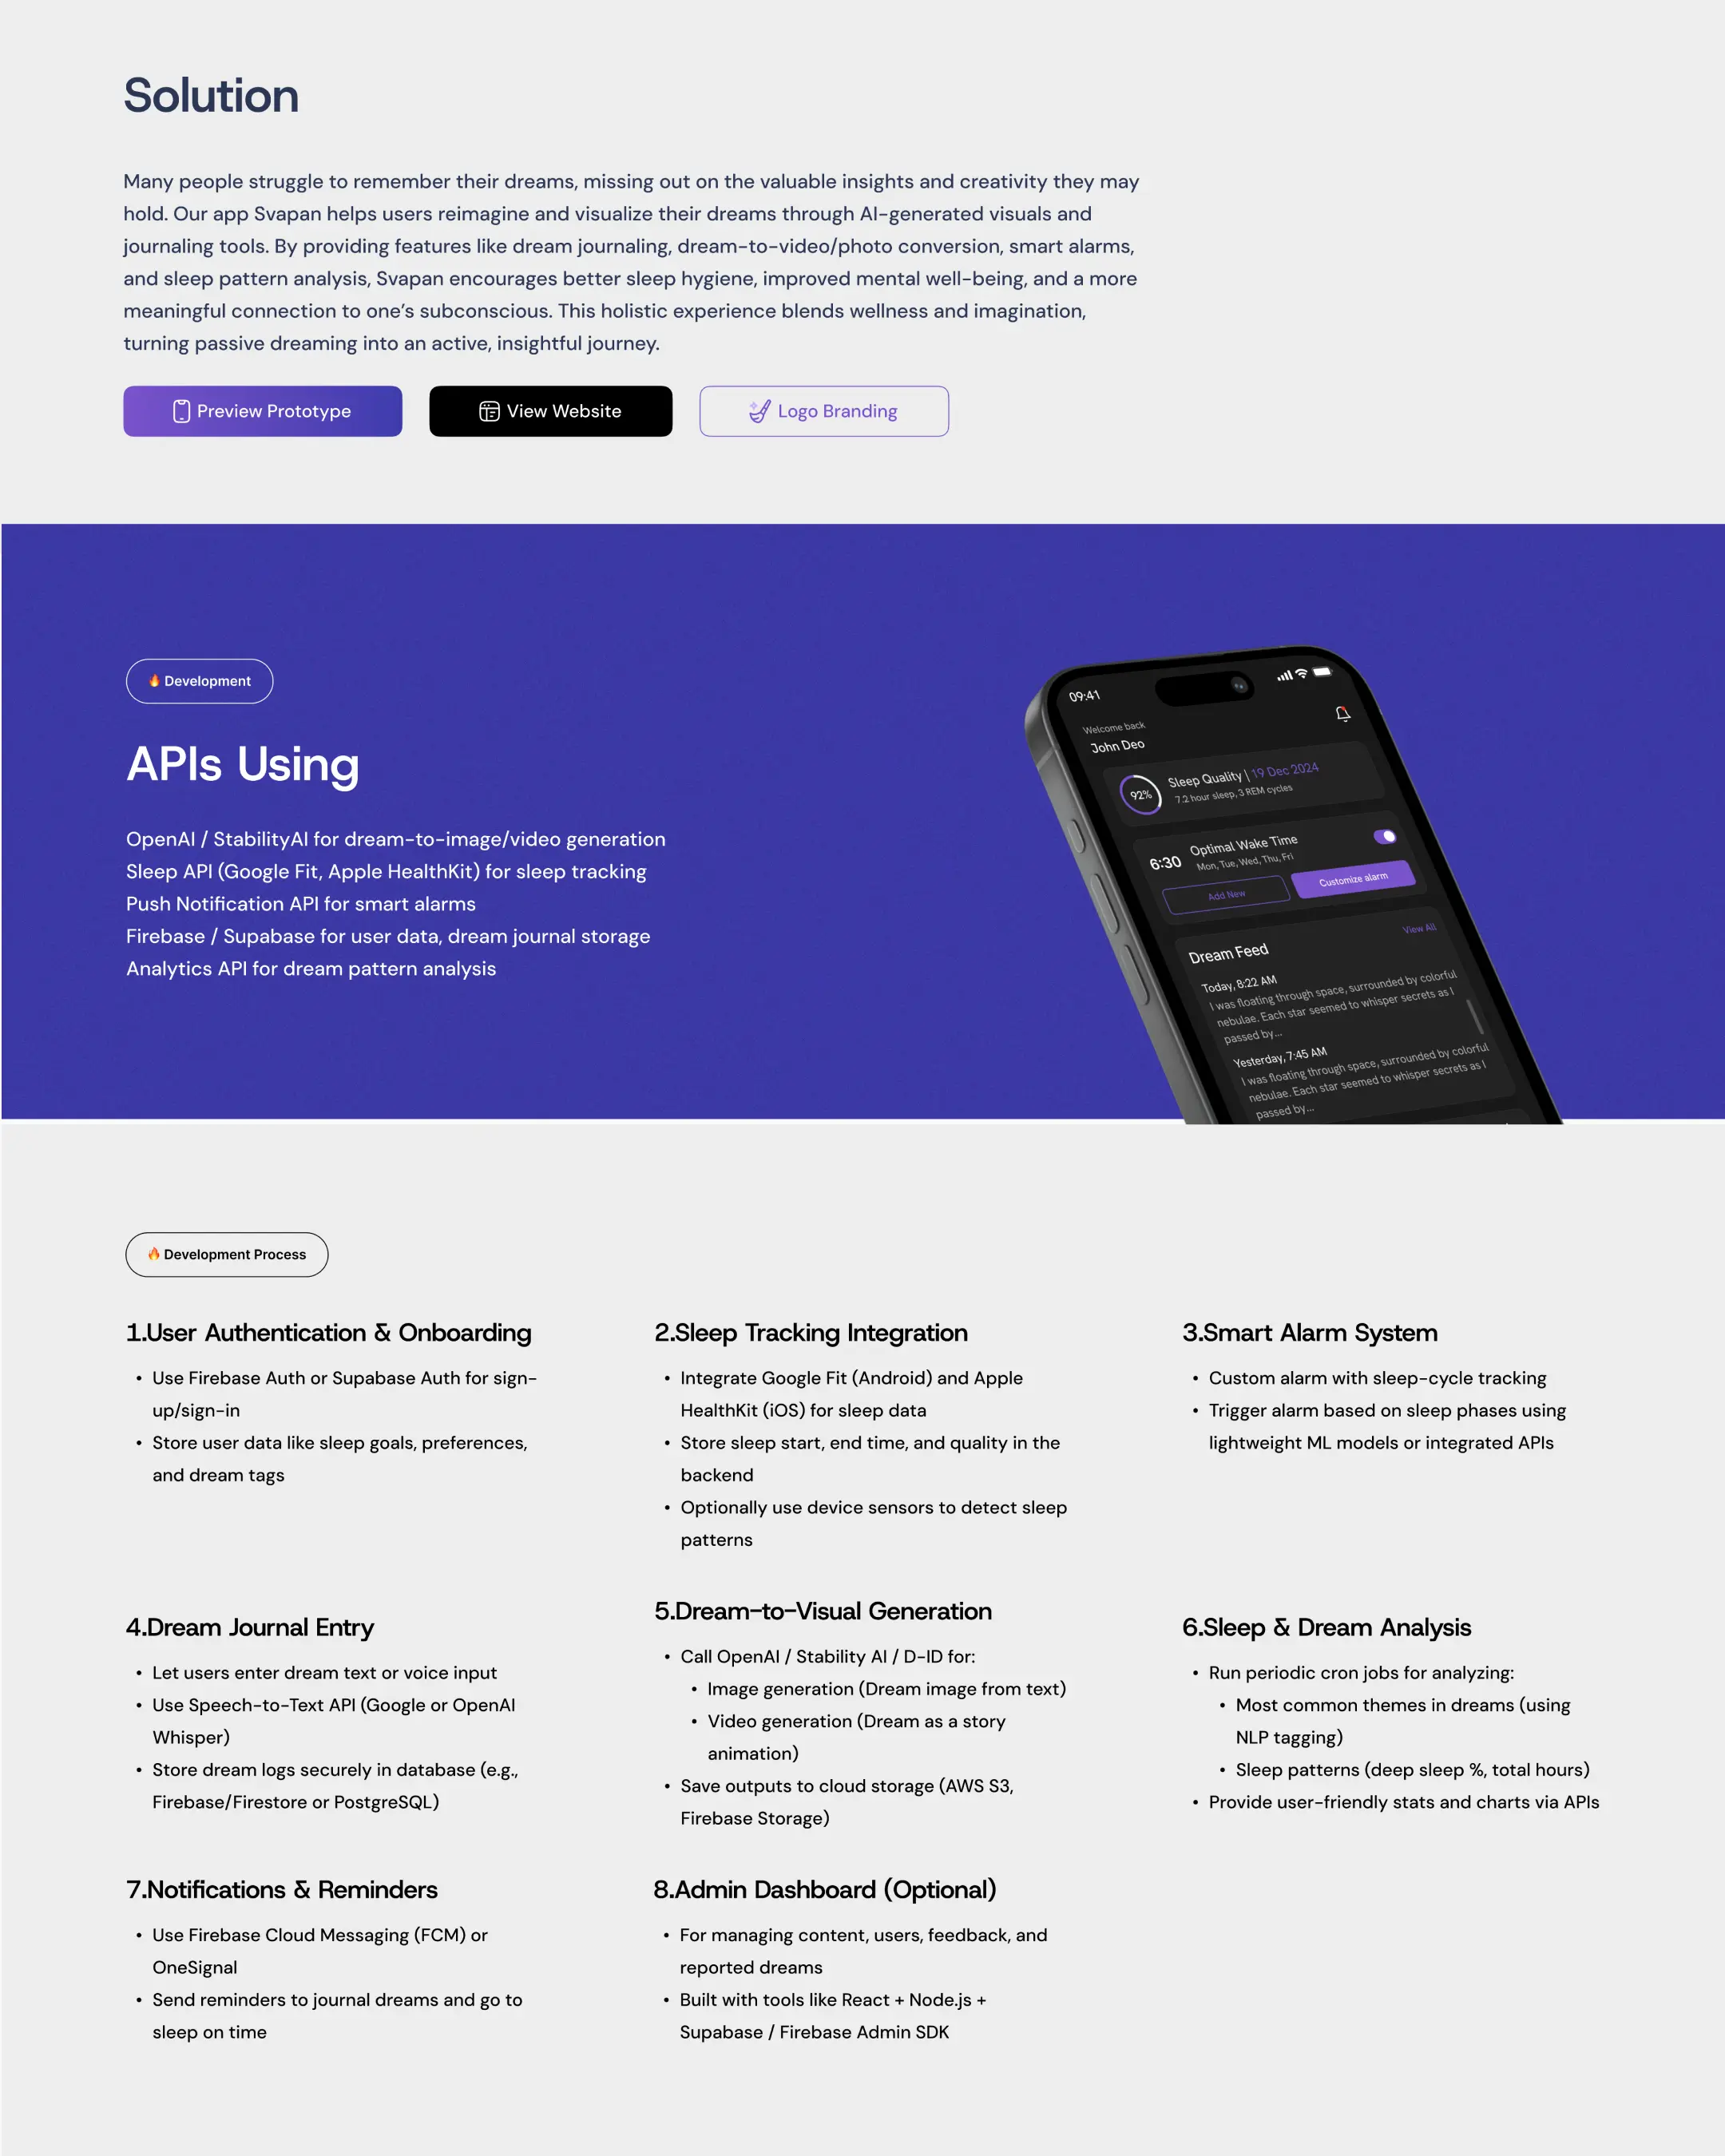 Solution
Many people struggle to remember their dreams, missing out on the valuable insights and creativity they may
hold. Our app Svapan helps users reimagine and visualize their dreams through AI-generated visuals and
journaling tools. By providing features like dream journaling, dream-to-video/photo conversion, smart alarms,
and sleep pattern analysis, Svapan encourages better sleep hygiene, improved mental well-being, and a more
meaningful connection to one’s subconscious. This holistic experience blends wellness and imagination,
turning passive dreaming into an active, insightful journey.
Preview Prototype
View Website
Logo Branding
🔥 Development
APIs Using
OpenAI / StabilityAI for dream-to-image/video generation
Sleep API (Google Fit, Apple HealthKit) for sleep tracking
Push Notification API for smart alarms
Firebase / Supabase for user data, dream journal storage
Analytics API for dream pattern analysis
09:41
Welcome back
John Deo
92%
Sleep Quality | 19 Dec 2024
7.2 hour sleep, 3 REM cycles
6:30
Optimal Wake Time
Mon, Tue, Wed, Thu, Fri
Add New
Customize alarm
Dream Feed
View All
Today, 8:22 AM
I was floating through space, surrounded by colorful
nebulae. Each star seemed to whisper secrets as I
passed by...
Yesterday, 7:45 AM
I was floating through space, surrounded by colorful
nebulae. Each star seemed to whisper secrets as I
passed by...
🔥 Development Process
1.User Authentication & Onboarding
• Use Firebase Auth or Supabase Auth for sign-
up/sign-in
• Store user data like sleep goals, preferences,
and dream tags
2.Sleep Tracking Integration
• Integrate Google Fit (Android) and Apple
HealthKit (iOS) for sleep data
• Store sleep start, end time, and quality in the
backend
• Optionally use device sensors to detect sleep
patterns
3.Smart Alarm System
• Custom alarm with sleep-cycle tracking
• Trigger alarm based on sleep phases using
lightweight ML models or integrated APIs
4.Dream Journal Entry
• Let users enter dream text or voice input
• Use Speech-to-Text API (Google or OpenAI
Whisper)
• Store dream logs securely in database (e.g.,
Firebase/Firestore or PostgreSQL)
5.Dream-to-Visual Generation
• Call OpenAI / Stability AI / D-ID for:
• Image generation (Dream image from text)
• Video generation (Dream as a story
animation)
• Save outputs to cloud storage (AWS S3,
Firebase Storage)
6.Sleep & Dream Analysis
• Run periodic cron jobs for analyzing:
• Most common themes in dreams (using
NLP tagging)
• Sleep patterns (deep sleep %, total hours)
• Provide user-friendly stats and charts via APIs
7.Notifications & Reminders
• Use Firebase Cloud Messaging (FCM) or
OneSignal
• Send reminders to journal dreams and go to
sleep on time
8.Admin Dashboard (Optional)
• For managing content, users, feedback, and
reported dreams
• Built with tools like React + Node.js +
Supabase / Firebase Admin SDK